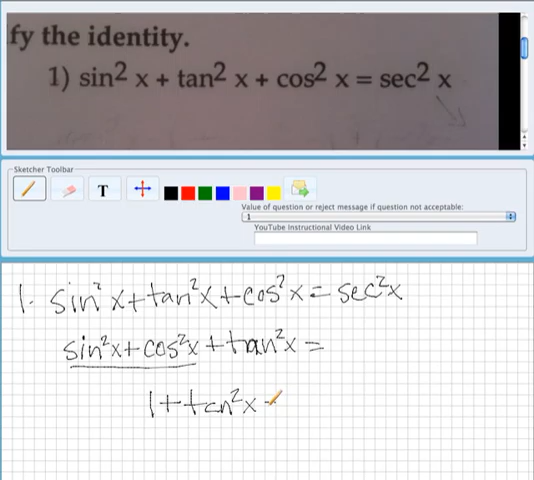 fy the identity.
1) sin² x + tan² x + cos² x = sec² x
Sketcher Toolbar
T
Value of question or reject message if question not acceptable:
1
YouTube Instructional Video Link
1. sin²x+tan²x+cos²x=sec²x
sin²x+cos²x+tan²x=
1+tan²x -